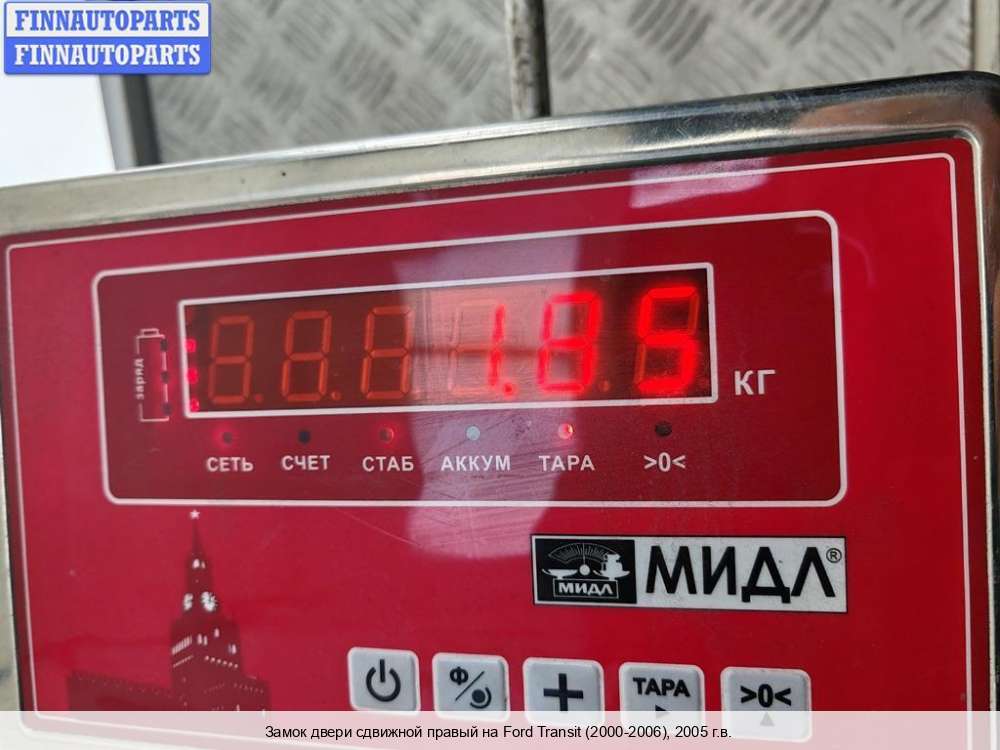 FINNAUTOPARTS
FINNAUTOPARTS
заряд
1.05
КГ
СЕТЬ СЧЕТ СТАБ АККУМ ТАРА >0<
МИДЛ МИДЛ®
Ф
ТАРА >0<
Замок двери сдвижной правый на Ford Transit (2000-2006), 2005 г.в.